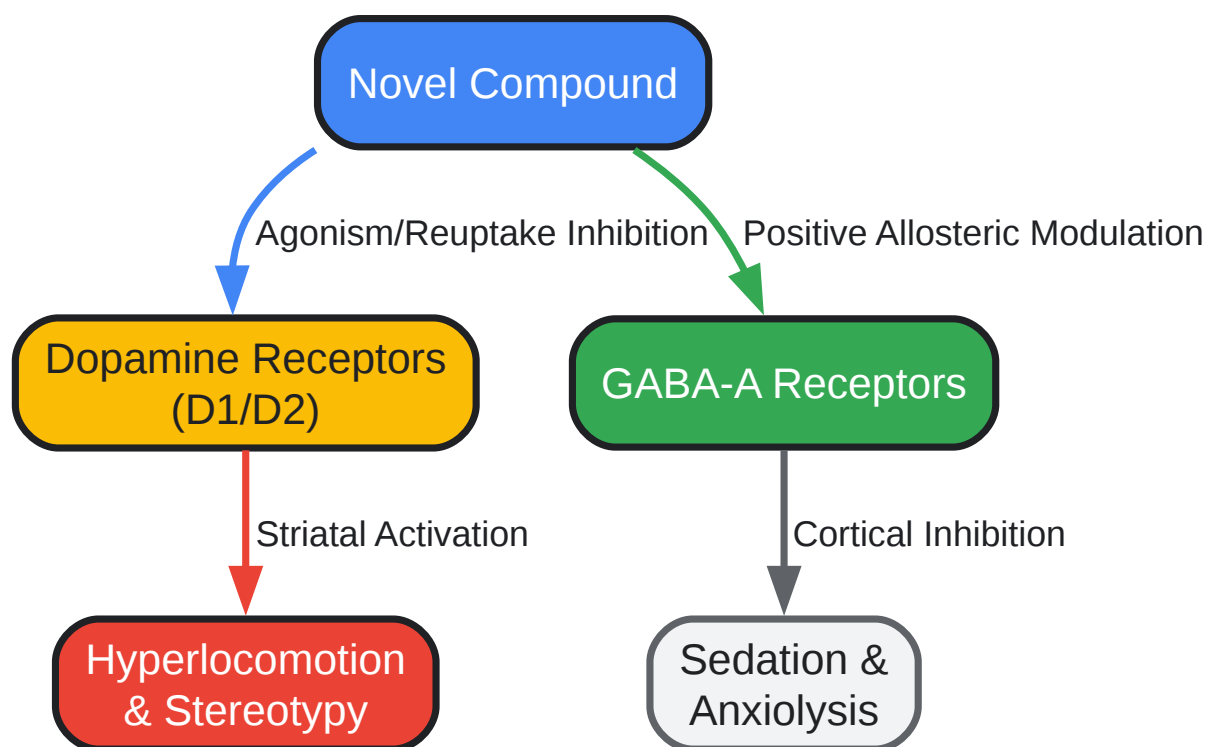 Novel Compound
Agonism/Reuptake Inhibition
Positive Allosteric Modulation
Dopamine Receptors
(D1/D2)
GABA-A Receptors
Striatal Activation
Cortical Inhibition
Hyperlocomotion
& Stereotypy
Sedation &
Anxiolysis